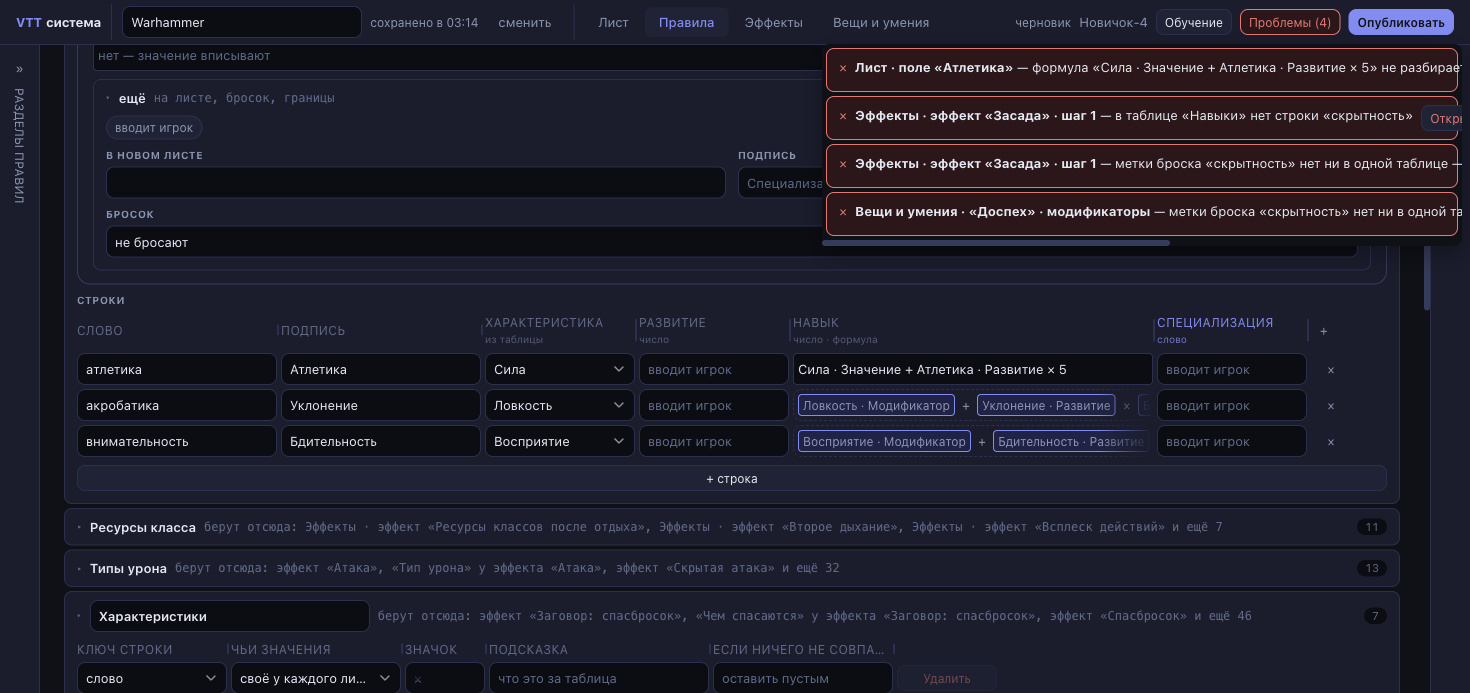 VTT система Warhammer сохранено в 03:14 сменить Лист Правила Эффекты Вещи и умения черновик Новичок-4 Обучение Проблемы (4) Опубликовать
» РАЗДЕЛЫ ПРАВИЛ
нет — значение вписывают
× Лист · поле «Атлетика» — формула «Сила · Значение + Атлетика · Развитие × 5» не разбирает
× Эффекты · эффект «Засада» · шаг 1 — в таблице «Навыки» нет строки «скрытность» Откры
× Эффекты · эффект «Засада» · шаг 1 — метки броска «скрытность» нет ни в одной таблице —
× Вещи и умения · «Доспех» · модификаторы — метки броска «скрытность» нет ни в одной та
ещё на листе, бросок, границы
вводит игрок
В НОВОМ ЛИСТЕ ПОДПИСЬ
Специализа
БРОСОК
не бросают
СТРОКИ
СЛОВО ПОДПИСЬ ХАРАКТЕРИСТИКА РАЗВИТИЕ НАВЫК СПЕЦИАЛИЗАЦИЯ +
из таблицы число число · формула слово
атлетика Атлетика Сила вводит игрок Сила · Значение + Атлетика · Развитие × 5 вводит игрок ×
акробатика Уклонение Ловкость вводит игрок Ловкость · Модификатор + Уклонение · Развитие × вводит игрок ×
внимательность Бдительность Восприятие вводит игрок Восприятие · Модификатор + Бдительность · Развитие вводит игрок ×
+ строка
Ресурсы класса берут отсюда: Эффекты · эффект «Ресурсы классов после отдыха», Эффекты · эффект «Второе дыхание», Эффекты · эффект «Всплеск действий» и ещё 7 11
Типы урона берут отсюда: эффект «Атака», «Тип урона» у эффекта «Атака», эффект «Скрытая атака» и ещё 32 13
Характеристики берут отсюда: эффект «Заговор: спасбросок», «Чем спасаются» у эффекта «Заговор: спасбросок», эффект «Спасбросок» и ещё 46 7
КЛЮЧ СТРОКИ ЧЬИ ЗНАЧЕНИЯ ЗНАЧОК ПОДСКАЗКА ЕСЛИ НИЧЕГО НЕ СОВПА...
слово своё у каждого ли... ⚔ что это за таблица оставить пустым Удалить